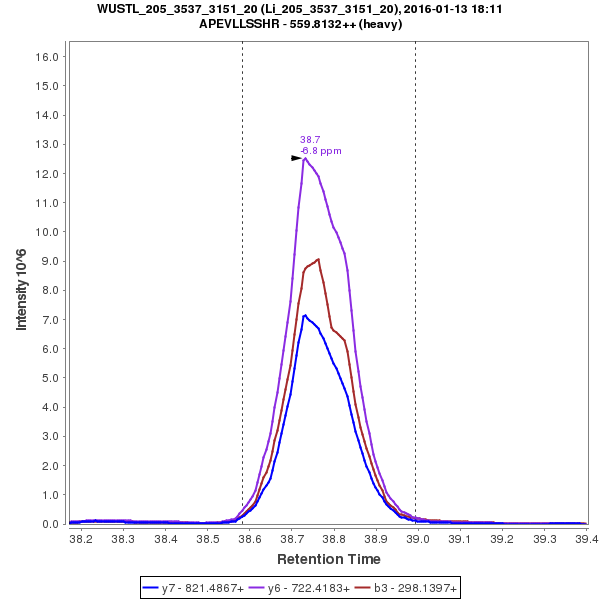 WUSTL_205_3537_3151_20 (Li_205_3537_3151_20), 2016-01-13 18:11
APEVLLSSHR - 559.8132++ (heavy)
16.0
15.0
14.0
13.0
12.0
11.0
10.0
9.0
8.0
7.0
6.0
5.0
4.0
3.0
2.0
1.0
0.0
Intensity 10^6
38.7
-6.8 ppm
38.2 38.3 38.4 38.5 38.6 38.7 38.8 38.9 39.0 39.1 39.2 39.3 39.4
Retention Time
y7 - 821.4867+ y6 - 722.4183+ b3 - 298.1397+